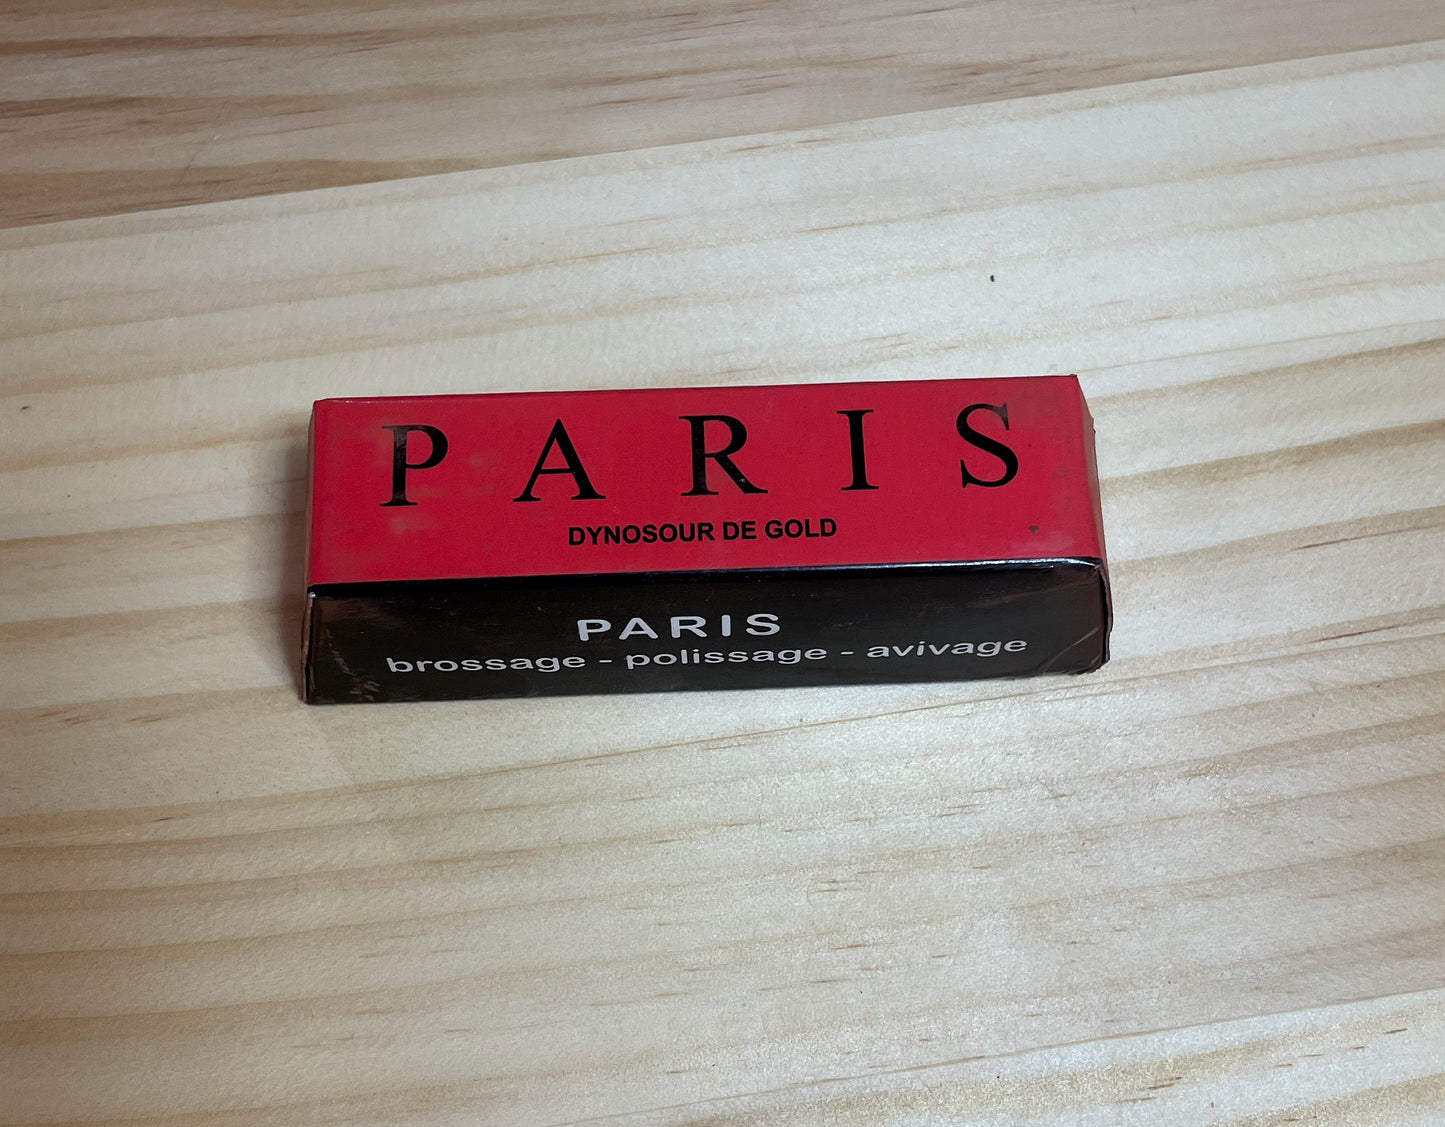 PARIS
DYNOSOUR DE GOLD
PARIS
brossage - polissage - avivage